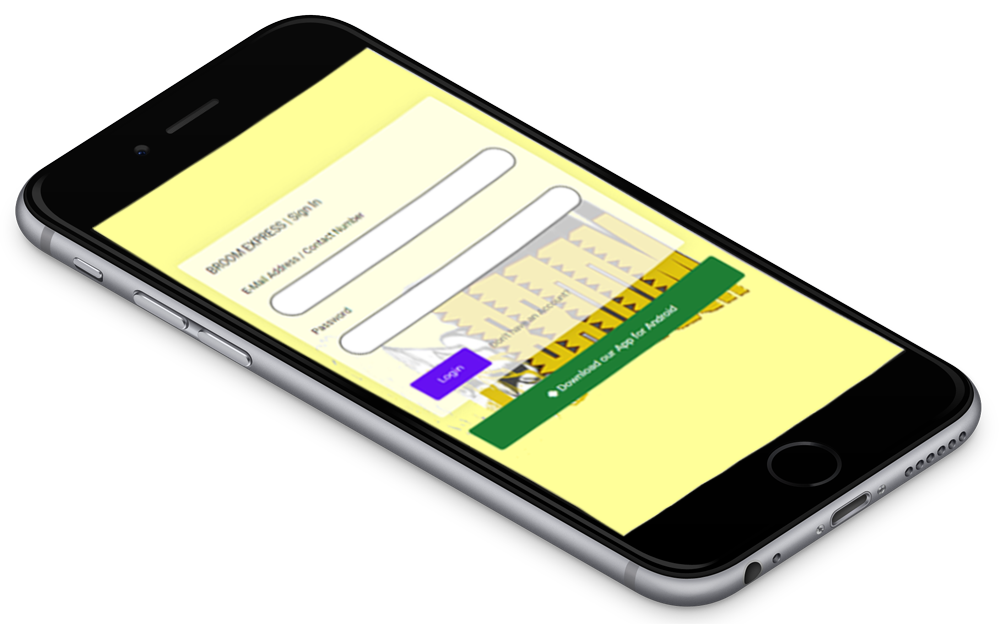 BROOM EXPRESS | Sign In
E-Mail Address / Contact Number
Password
Don't have an Account?
Login
Download our App for Android